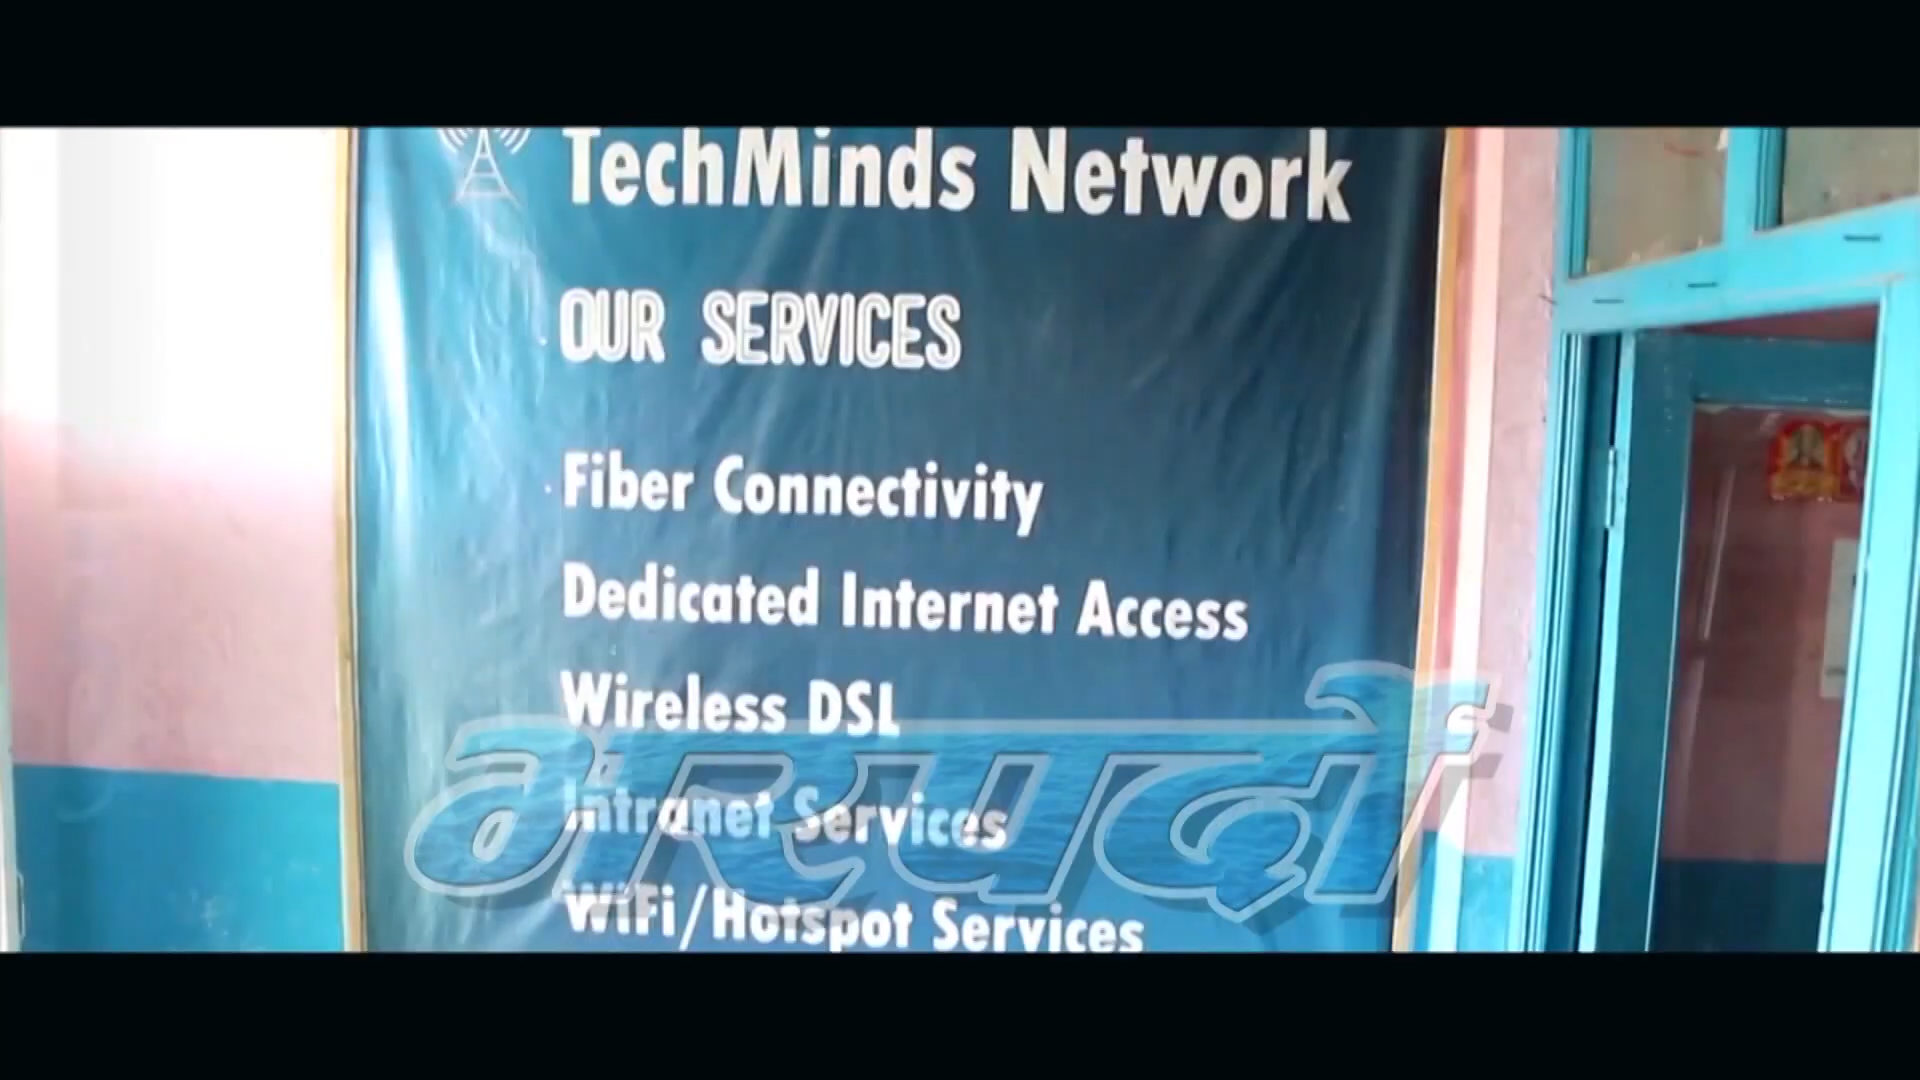 TechMinds Network
OUR SERVICES
Fiber Connectivity
Dedicated Internet Access
Wireless DSL
Intranet Services
WiFi/Hotspot Services